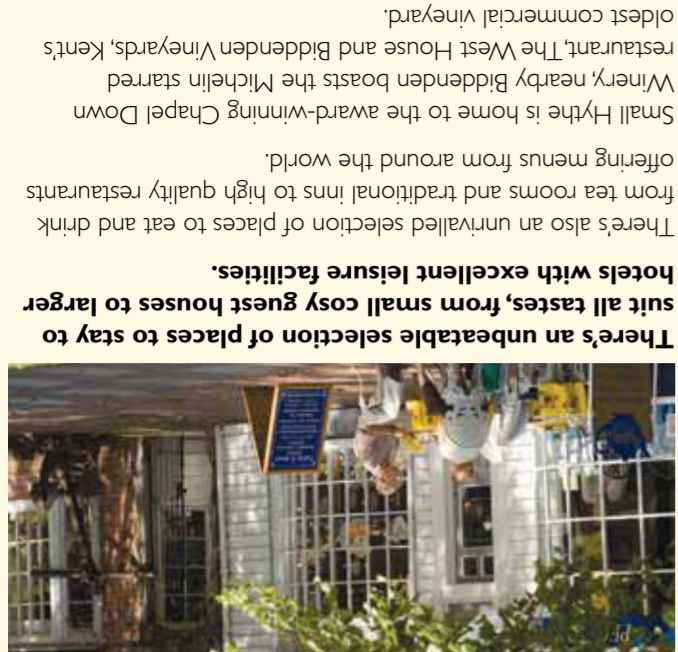 There's an unbeatable selection of places to stay to
suit all tastes, from small cosy guest houses to larger
hotels with excellent leisure facilities.
There's also an unrivalled selection of places to eat and drink
from tea rooms and traditional inns to high quality restaurants
offering menus from around the world.
Small Hythe is home to the award-winning Chapel Down
Winery, nearby Biddenden boasts the Michelin starred
restaurant, The West House and Biddenden Vineyards, Kent's
oldest commercial vineyard.